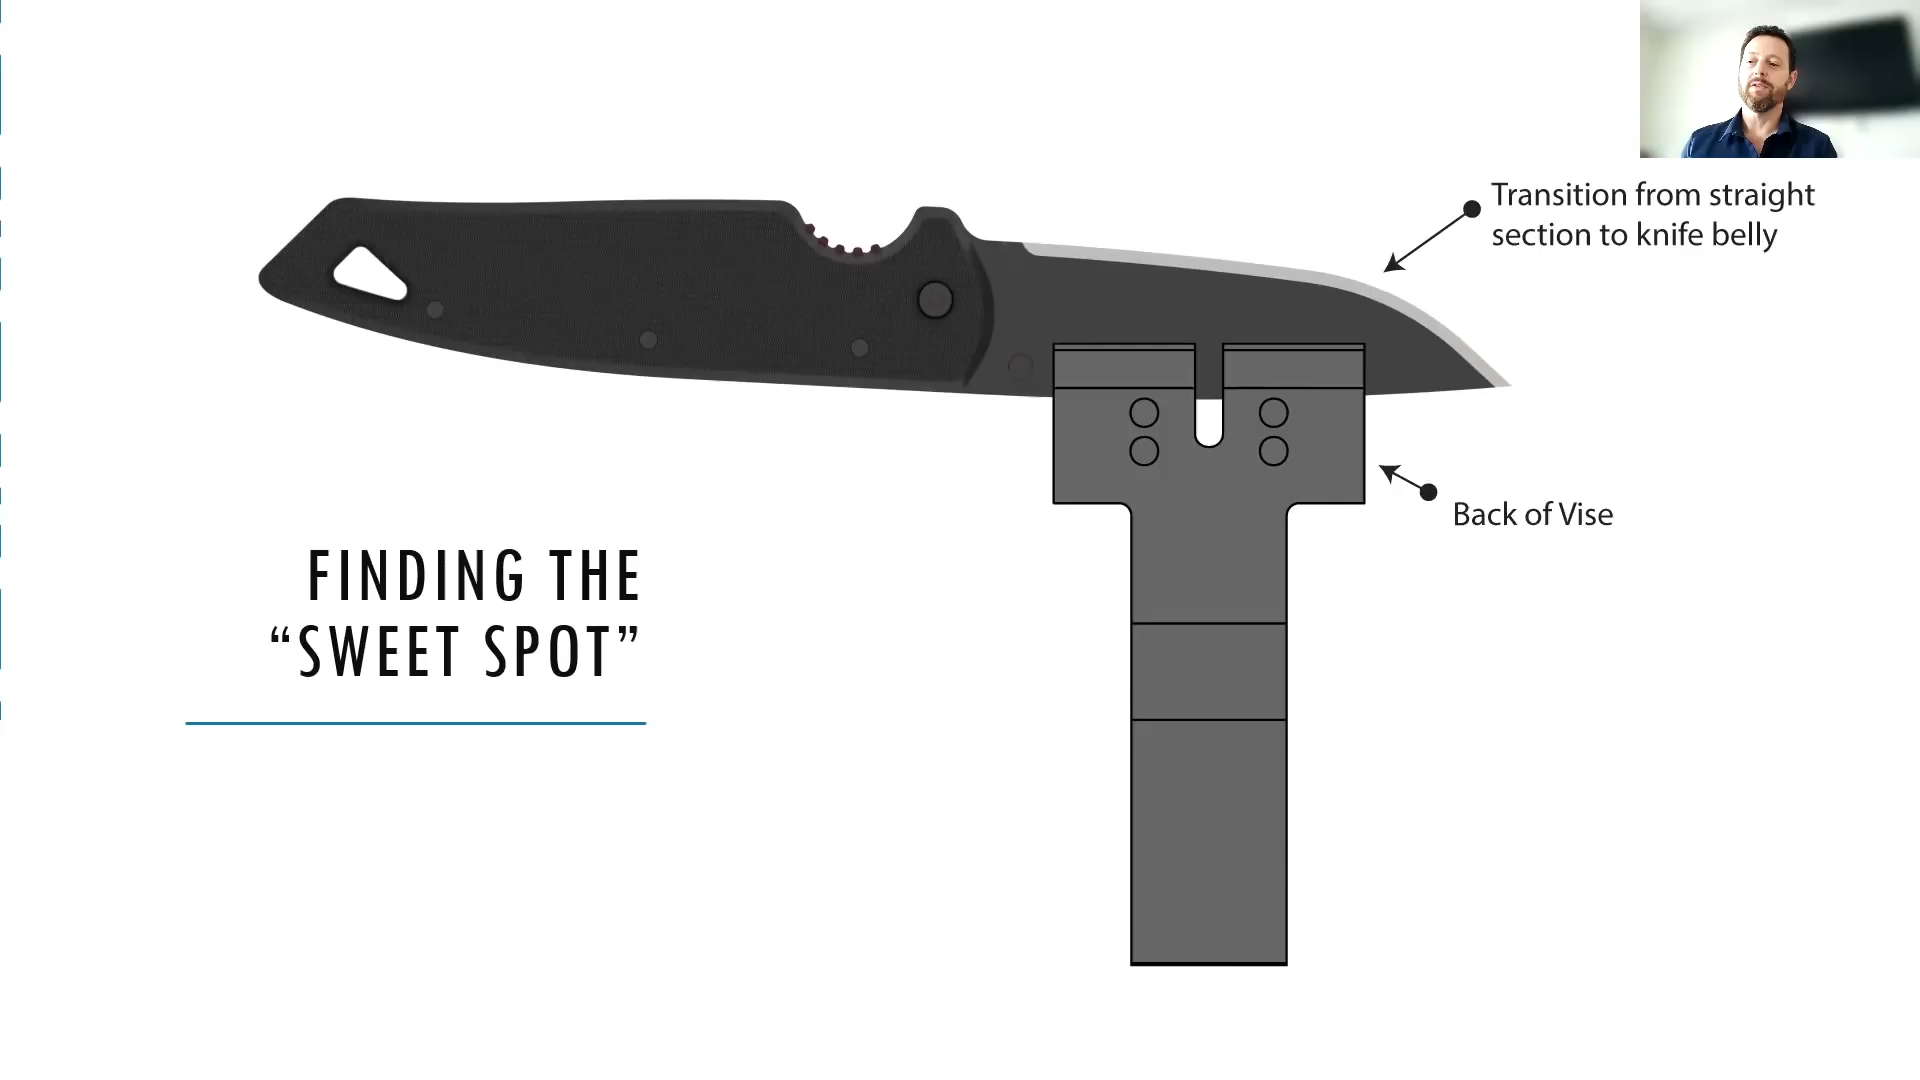 Transition from straight
section to knife belly
Back of Vise
FINDING THE
“SWEET SPOT”